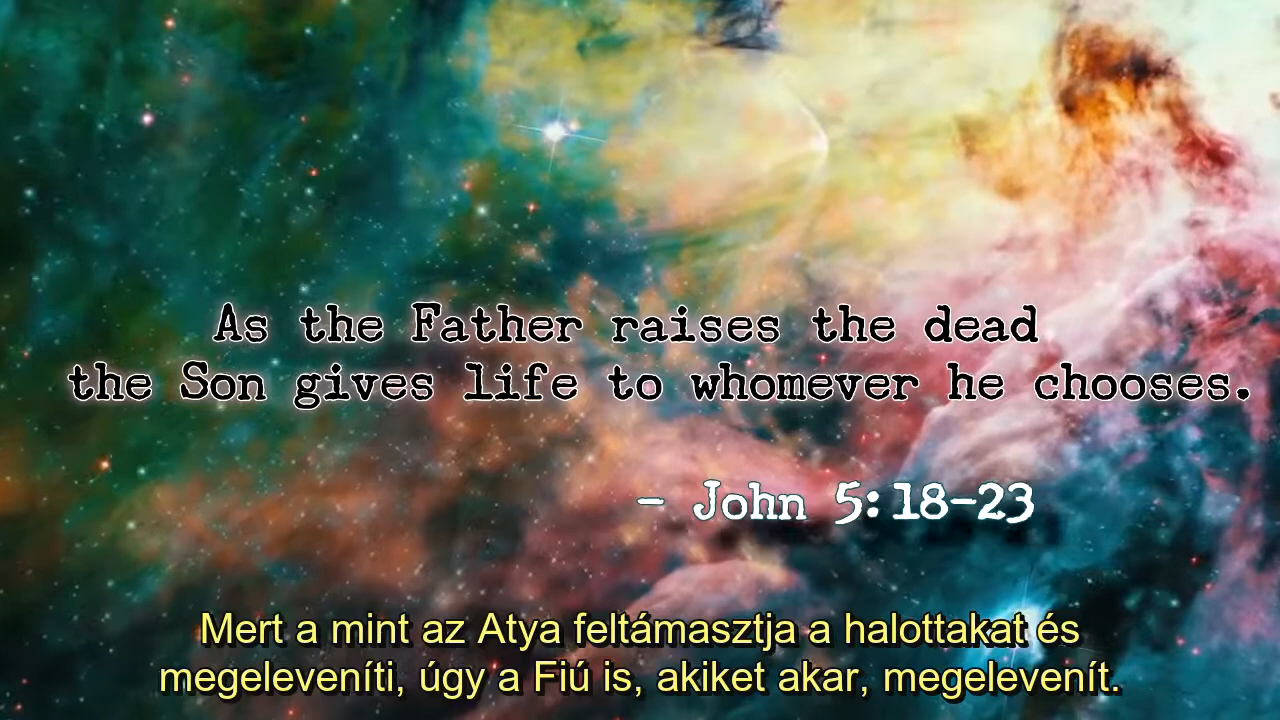 As the Father raises the dead
the Son gives life to whomever he chooses.
- John 5:18-23
Mert a mint az Atya feltámasztja a halottakat és
megeleveníti, úgy a Fiú is, akiket akar, megelevenít.